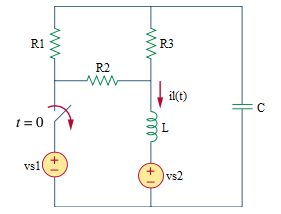 R1
R3
R2
il(t)
t = 0
C
L
vs1
+
−
+
−
vs2